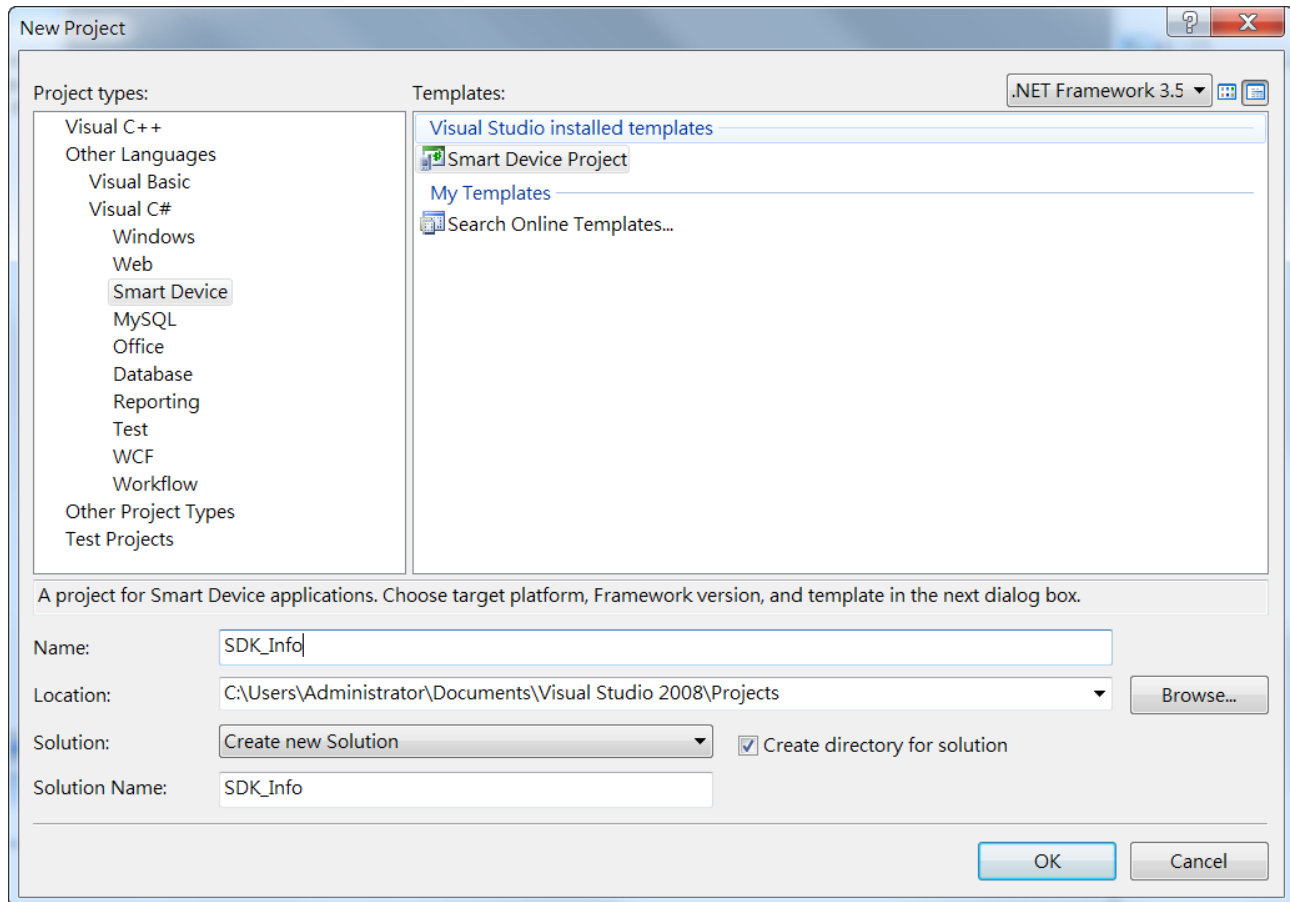 New Project
Project types:
Templates:
.NET Framework 3.5
Visual C++
Other Languages
Visual Basic
Visual C#
Windows
Web
Smart Device
MySQL
Office
Database
Reporting
Test
WCF
Workflow
Other Project Types
Test Projects
Visual Studio installed templates
Smart Device Project
My Templates
Search Online Templates...
A project for Smart Device applications. Choose target platform, Framework version, and template in the next dialog box.
Name:
SDK_Info
Location:
C:\Users\Administrator\Documents\Visual Studio 2008\Projects
Browse...
Solution:
Create new Solution
Create directory for solution
Solution Name:
SDK_Info
OK
Cancel